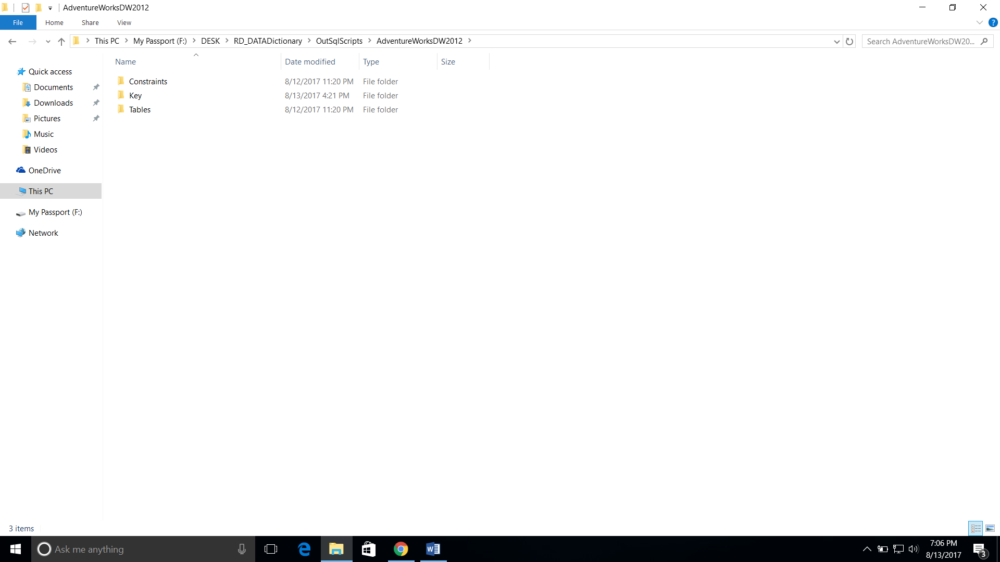 AdventureWorksDW2012
File Home Share View
This PC My Passport (F:) DESK RD_DATADictionary OutSqlScripts AdventureWorksDW2012
Search AdventureWorksDW20...
Name Date modified Type Size
Constraints 8/12/2017 11:20 PM File folder
Key 8/13/2017 4:21 PM File folder
Tables 8/12/2017 11:20 PM File folder
Quick access
Documents
Downloads
Pictures
Music
Videos
OneDrive
This PC
My Passport (F:)
Network
3 items
Ask me anything
7:06 PM
8/13/2017
3